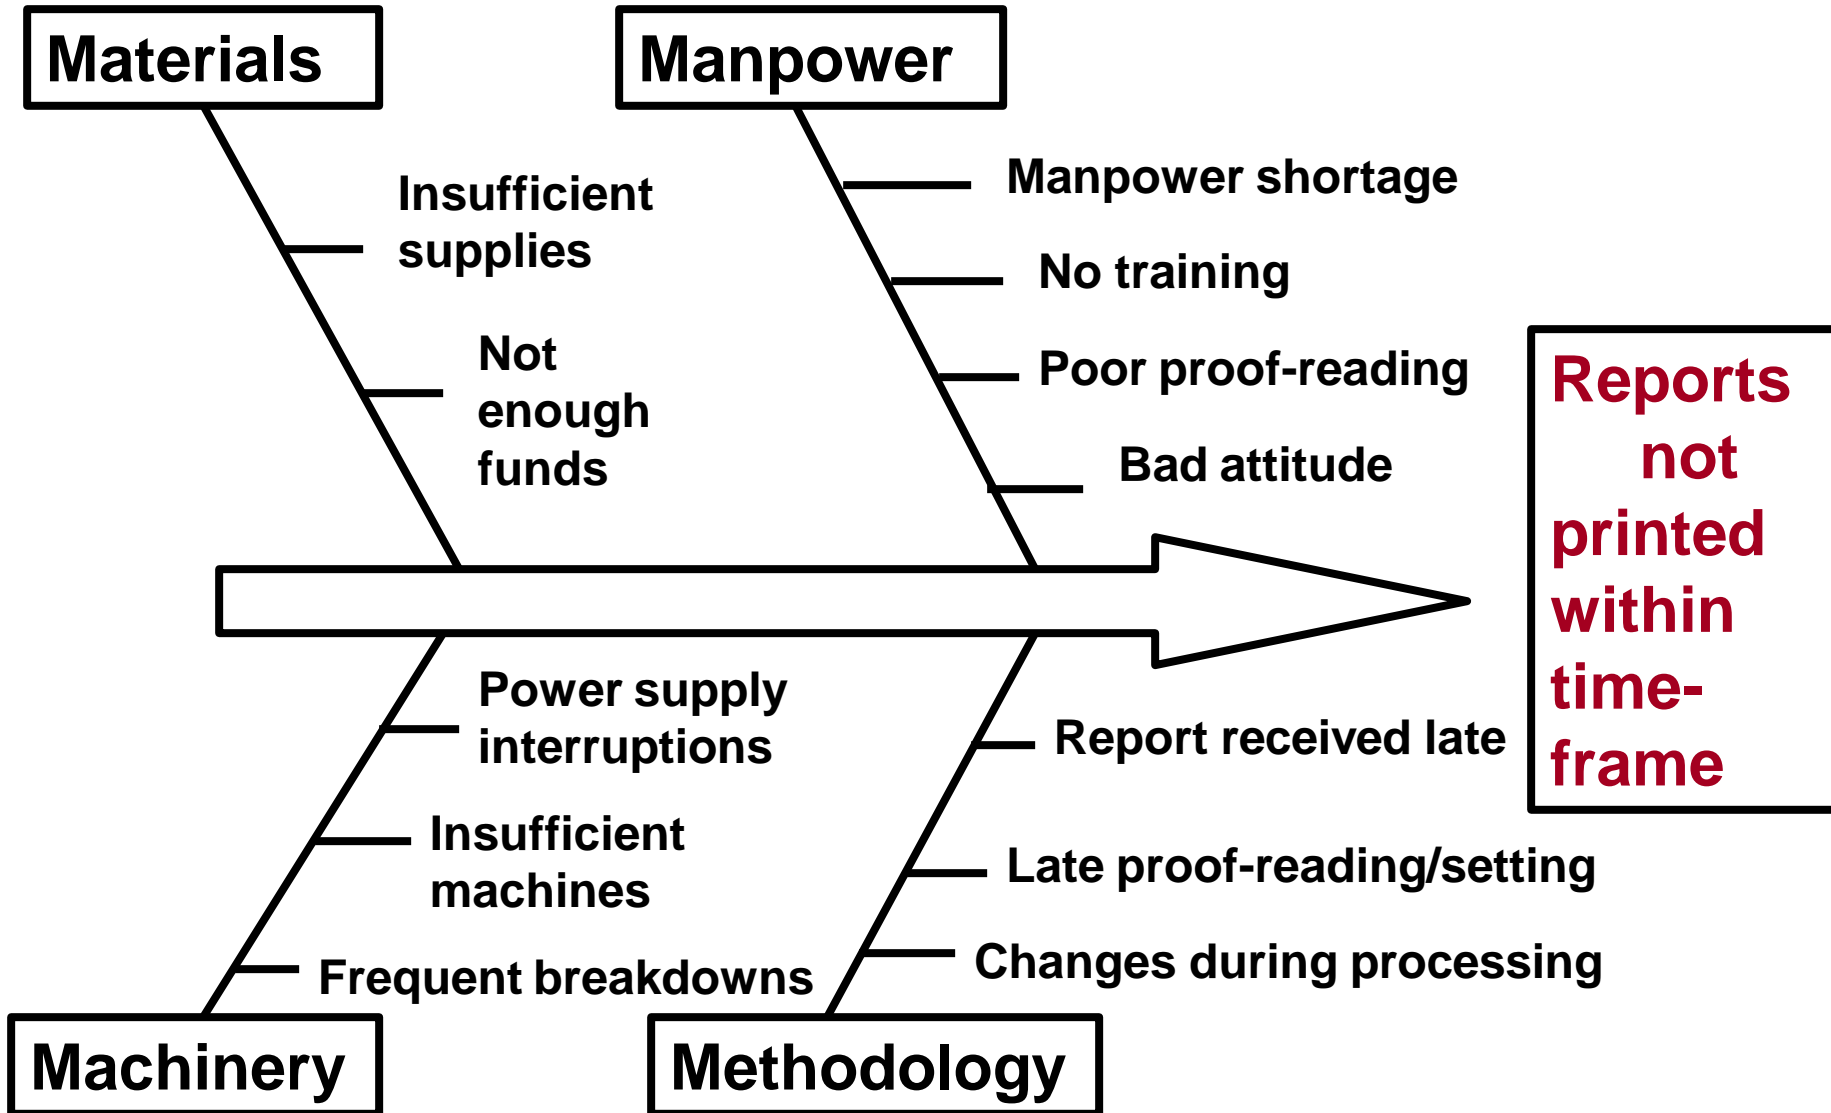 Materials
Manpower
Insufficient
supplies
Not
enough
funds
Manpower shortage
No training
Poor proof-reading
Bad attitude
Reports
not
printed
within
time-
frame
Power supply
interruptions
Insufficient
machines
Frequent breakdowns
Report received late
Late proof-reading/setting
Changes during processing
Machinery
Methodology